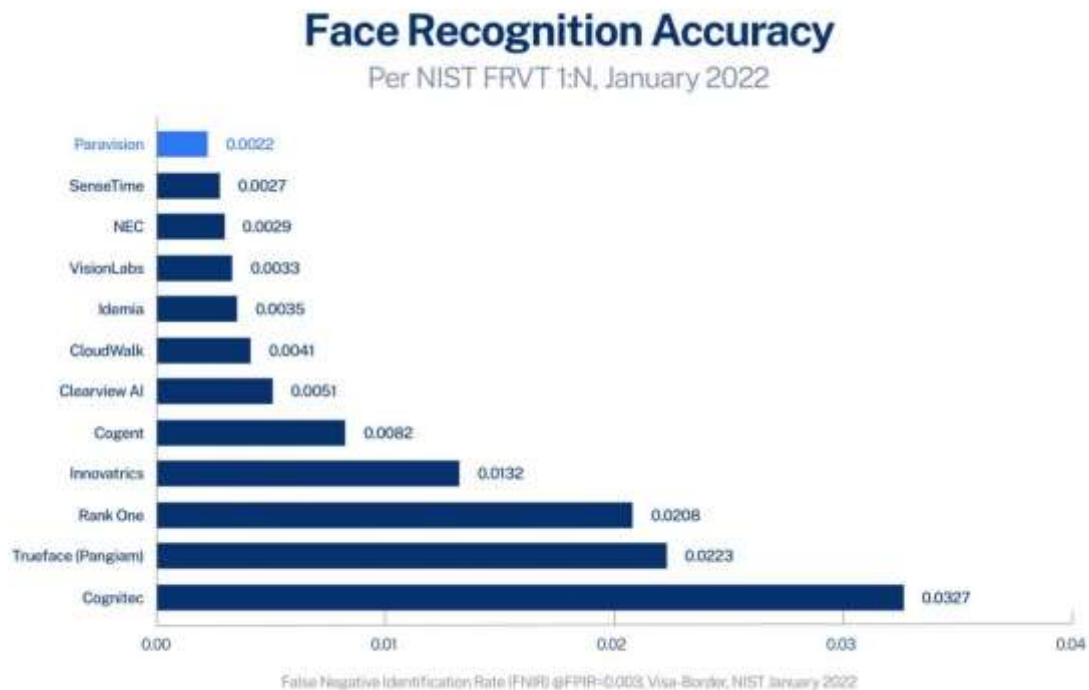 Face Recognition Accuracy
Per NIST FRVT 1:N, January 2022
Paravision 0.0022
SenseTime 0.0027
NEC 0.0029
VisionLabs 0.0033
Idemia 0.0035
CloudWalk 0.0041
Clearview AI 0.0051
Cogent 0.0082
Innovatrics 0.0132
Rank One 0.0208
Trueface (Pangiam) 0.0223
Cognitec 0.0327
0.00 0.01 0.02 0.03 0.04
False Negative Identification Rate (FNIR) @FPIR=0.003, Visa-Border, NIST January 2022